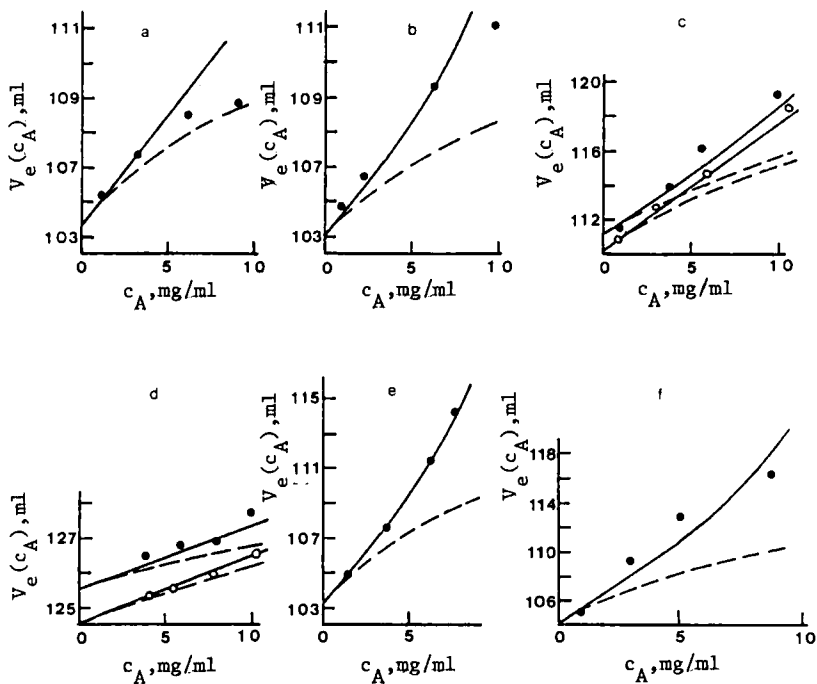 a
111
109
107
105
103
V_e(c_A),ml
0
5
10
c_A,mg/ml
b
111
109
107
105
103
V_e(c_A),ml
0
5
10
c_A,mg/ml
c
120
116
112
V_e(c_A),ml
0
5
10
c_A,mg/ml
d
127
125
V_e(c_A),ml
0
5
10
c_A,mg/ml
e
115
111
107
103
V_e(c_A),ml
0
5
c_A,mg/ml
f
118
114
110
106
V_e(c_A),ml
0
5
10
c_A,mg/ml